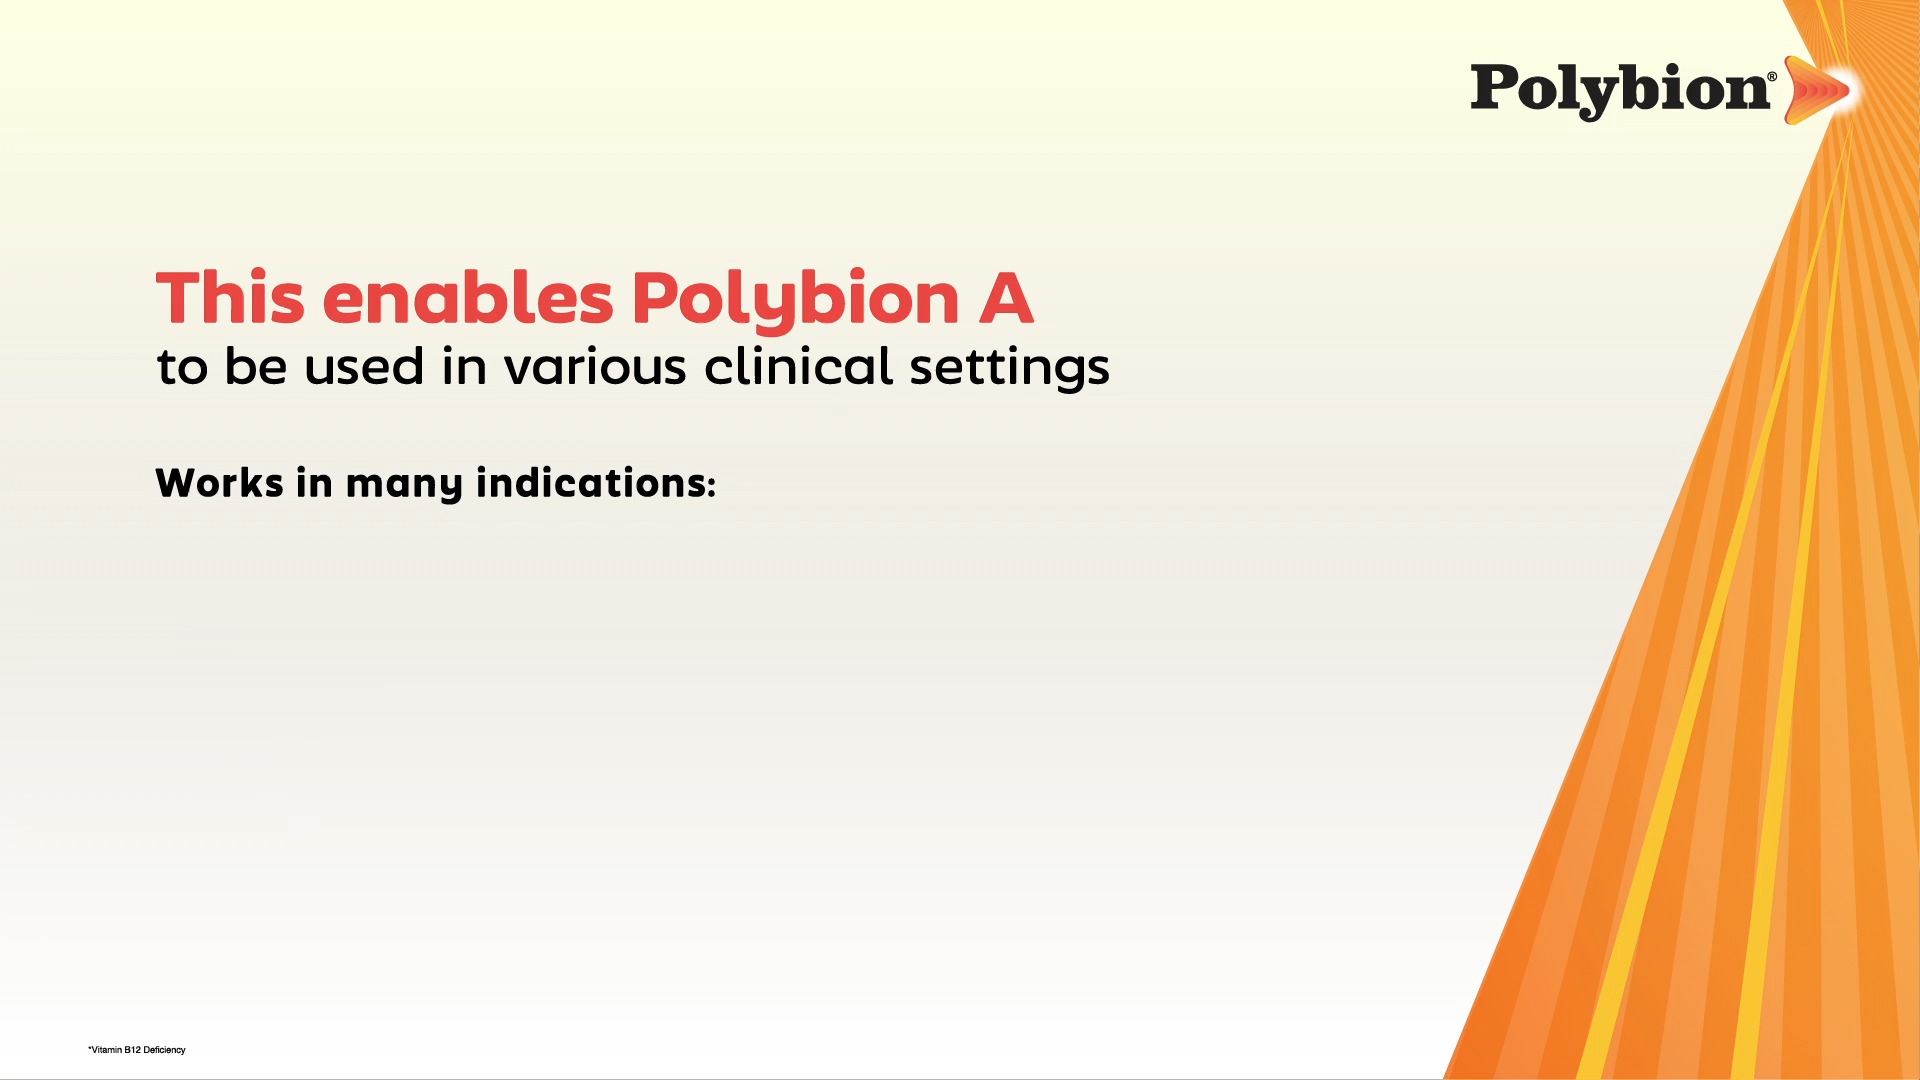 Polybion®
This enables Polybion A
to be used in various clinical settings
Works in many indications:
*Vitamin B12 Deficiency